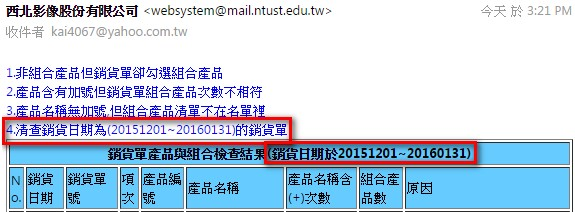 西北影像股份有限公司 <websystem@mail.ntust.edu.tw> 今天 於 3:21 PM
收件者 kai4067@yahoo.com.tw
1.非組合產品但銷貨單卻勾選組合產品
2.產品含有加號但銷貨單組合產品次數不相符
3.產品名稱無加號,但組合產品清單不在名單裡
4.清查銷貨日期為(20151201~20160131)的銷貨單
銷貨單產品與組合檢查結果(銷貨日期於20151201~20160131)
No. 銷貨日期 銷貨單號 項次 產品編號 產品名稱 產品名稱含(+)次數 組合產品數 原因